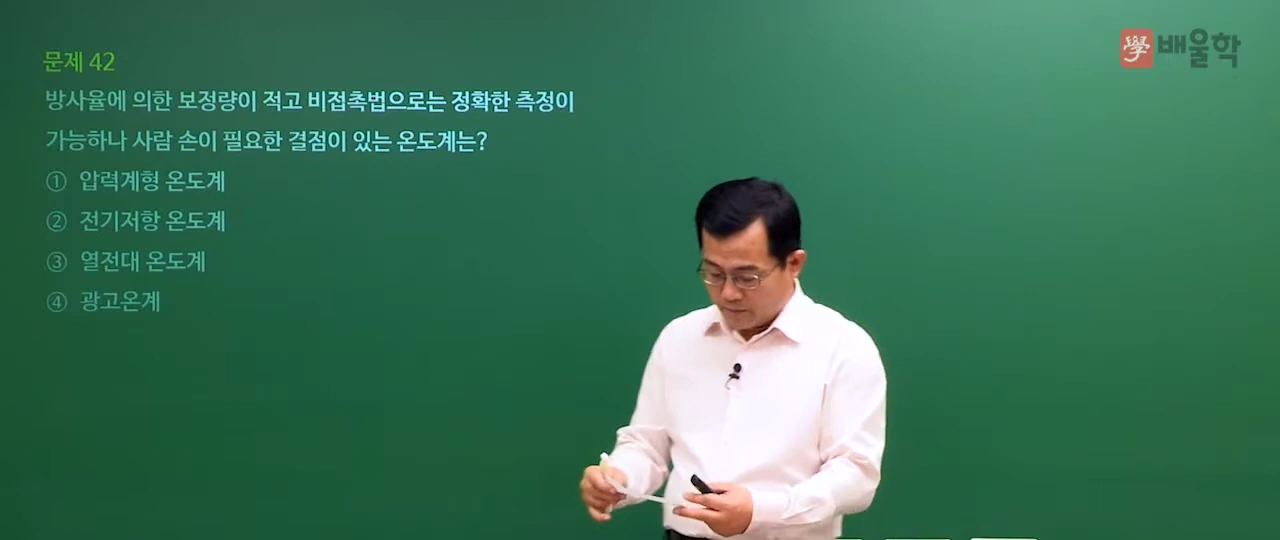 學 배울학
문제 42
방사율에 의한 보정량이 적고 비접촉법으로는 정확한 측정이
가능하나 사람 손이 필요한 결점이 있는 온도계는?
① 압력계형 온도계
② 전기저항 온도계
③ 열전대 온도계
④ 광고온계